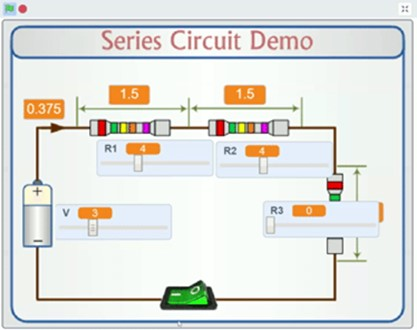 Series Circuit Demo
1.5 1.5
0.375
R1 4
R2 4
+
V 3
R3 0